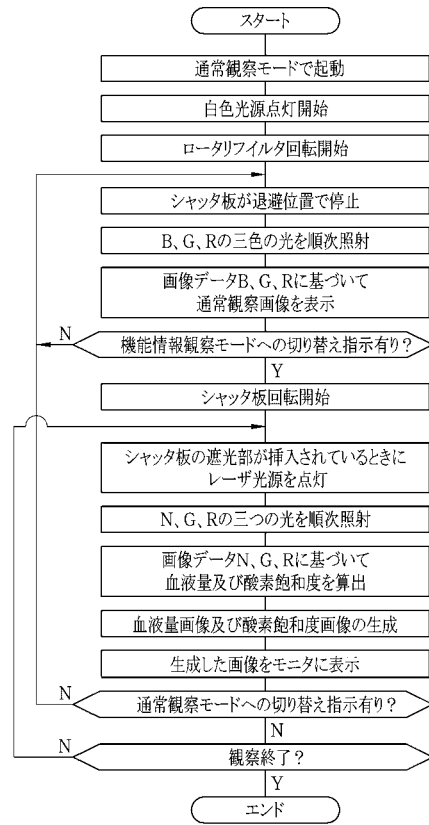 スタート
通常観察モードで起動
白色光源点灯開始
ロータリフイルタ回転開始
シャッタ板が退避位置で停止
B、G、Rの三色の光を順次照射
画像データB、G、Rに基づいて
通常観察画像を表示
N
機能情報観察モードへの切り替え指示有り?
Y
シャッタ板回転開始
シャッタ板の遮光部が挿入されているときに
レーザ光源を点灯
N、G、Rの三つの光を順次照射
画像データN、G、Rに基づいて
血液量及び酸素飽和度を算出
血液量画像及び酸素飽和度画像の生成
生成した画像をモニタに表示
N
通常観察モードへの切り替え指示有り?
N
N
観察終了?
Y
エンド